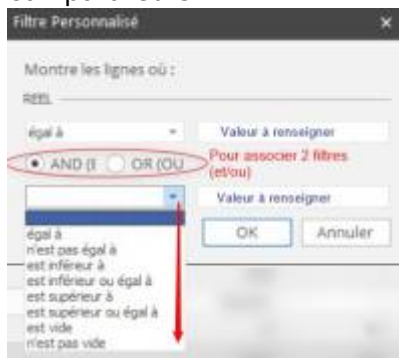 Filtre Personnalisé ×
Montre les lignes où :
REEL
égal à
Valeur à renseigner
AND (I OR (OU
Pour associer 2 filtres
(et/ou)
Valeur à renseigner
OK Annuler
égal à
n'est pas égal à
est inféreur à
est inférieur ou égal à
est supérieur à
est supérieur ou égal à
est vide
n'est pas vide